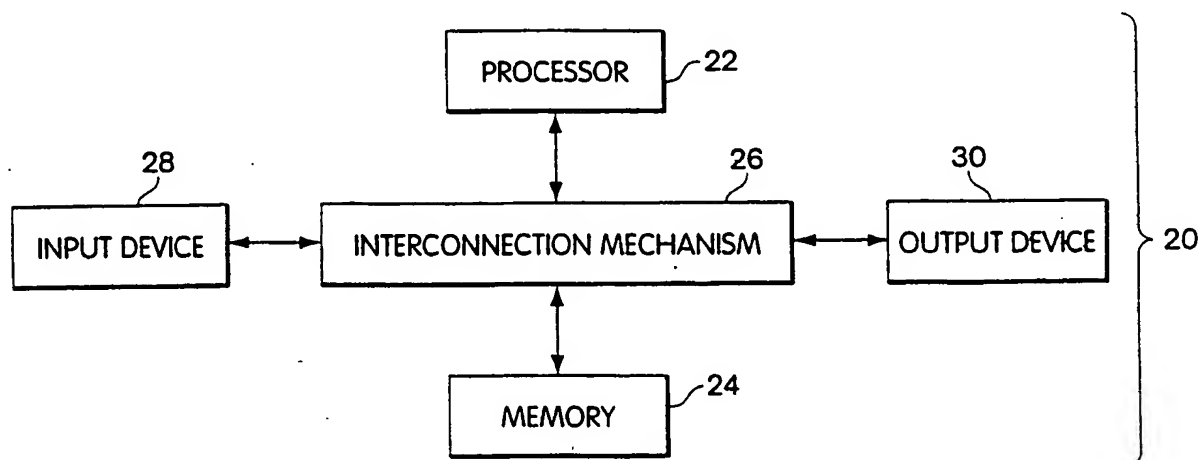 PROCESSOR
22
28
26
30
INPUT DEVICE
INTERCONNECTION MECHANISM
OUTPUT DEVICE
20
MEMORY
24